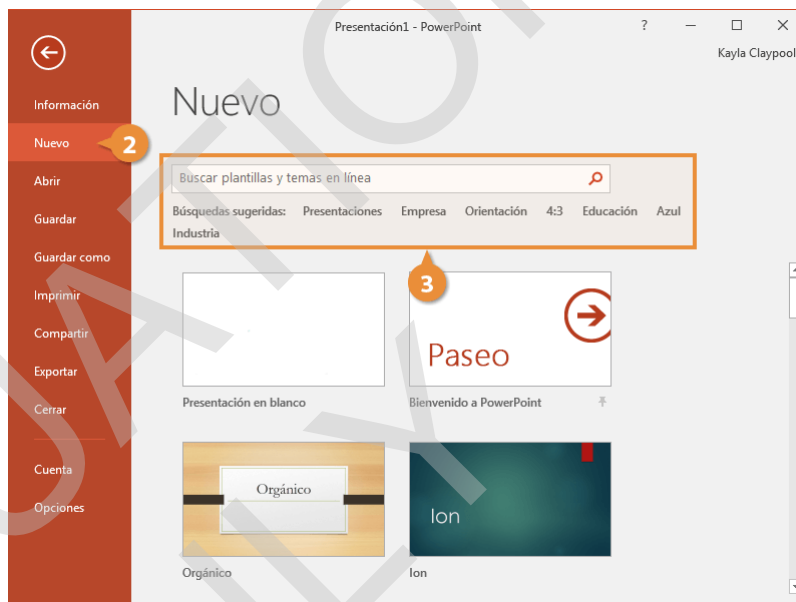 Presentación1 - PowerPoint
?
Kayla Claypool
Información
Nuevo
2
Abrir
Guardar
Guardar como
Imprimir
Compartir
Exportar
Cerrar
Cuenta
Opciones
Nuevo
Buscar plantillas y temas en línea
Búsquedas sugeridas: Presentaciones Empresa Orientación 4:3 Educación Azul
Industria
3
Presentación en blanco
Paseo
Bienvenido a PowerPoint
Orgánico
Orgánico
Ion
Ion